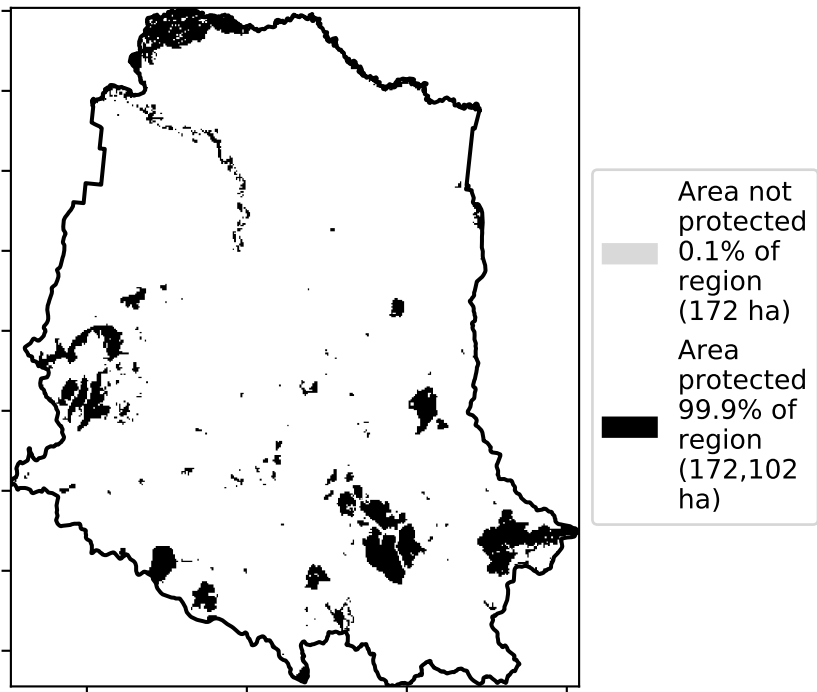 Area not
protected
0.1% of
region
(172 ha)
Area
protected
99.9% of
region
(172,102
ha)